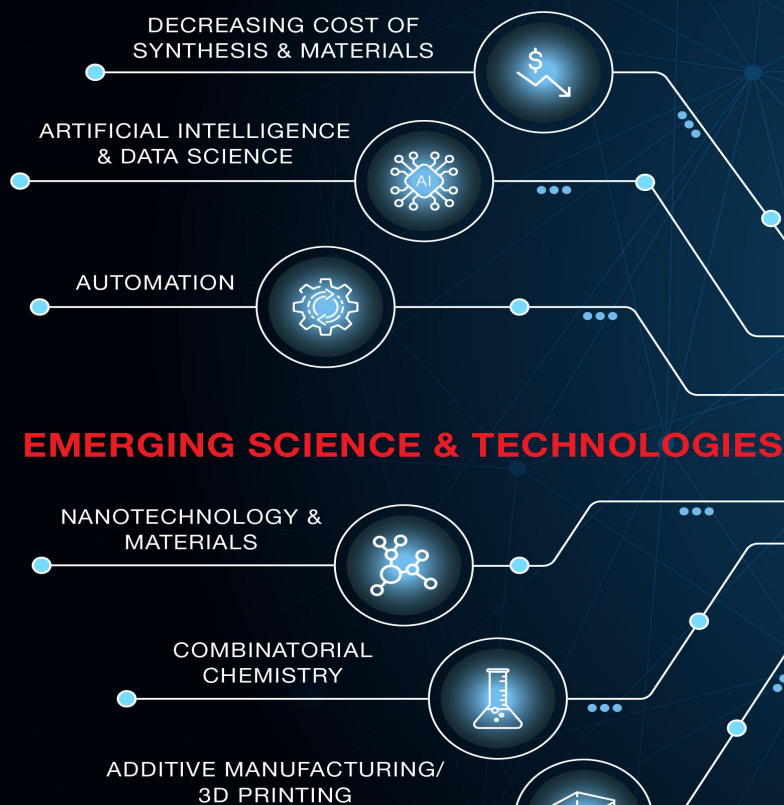 DECREASING COST OF
SYNTHESIS & MATERIALS
$
ARTIFICIAL INTELLIGENCE
& DATA SCIENCE
AI
AUTOMATION
EMERGING SCIENCE & TECHNOLOGIES
NANOTECHNOLOGY &
MATERIALS
COMBINATORIAL
CHEMISTRY
ADDITIVE MANUFACTURING/
3D PRINTING